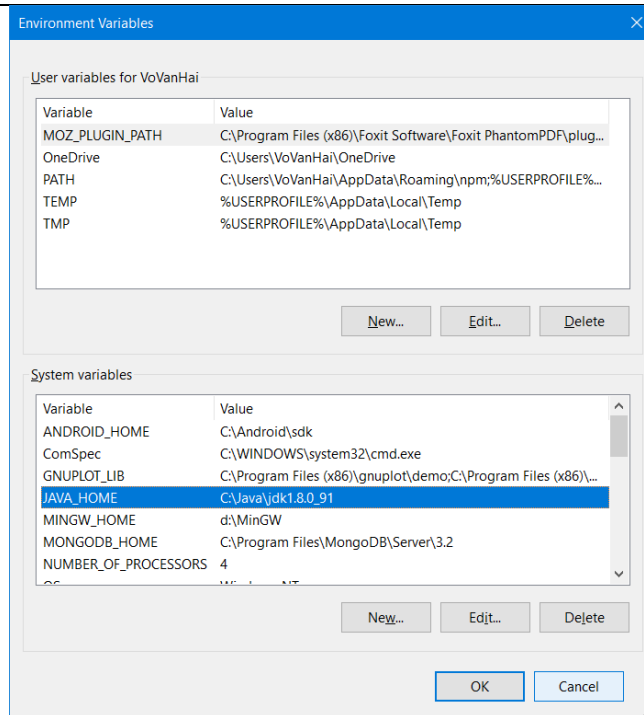 Environment Variables
User variables for VoVanHai
Variable Value
MOZ_PLUGIN_PATH C:\Program Files (x86)\Foxit Software\Foxit PhantomPDF\plug...
OneDrive C:\Users\VoVanHai\OneDrive
PATH C:\Users\VoVanHai\AppData\Roaming\npm;%USERPROFILE%...
TEMP %USERPROFILE%\AppData\Local\Temp
TMP %USERPROFILE%\AppData\Local\Temp
New... Edit... Delete
System variables
Variable Value
ANDROID_HOME C:\Android\sdk
ComSpec C:\WINDOWS\system32\cmd.exe
GNUPLOT_LIB C:\Program Files (x86)\gnuplot\demo;C:\Program Files (x86)\...
JAVA_HOME C:\Java\jdk1.8.0_91
MINGW_HOME d:\MinGW
MONGODB_HOME C:\Program Files\MongoDB\Server\3.2
NUMBER_OF_PROCESSORS 4
New... Edit... Delete
OK Cancel